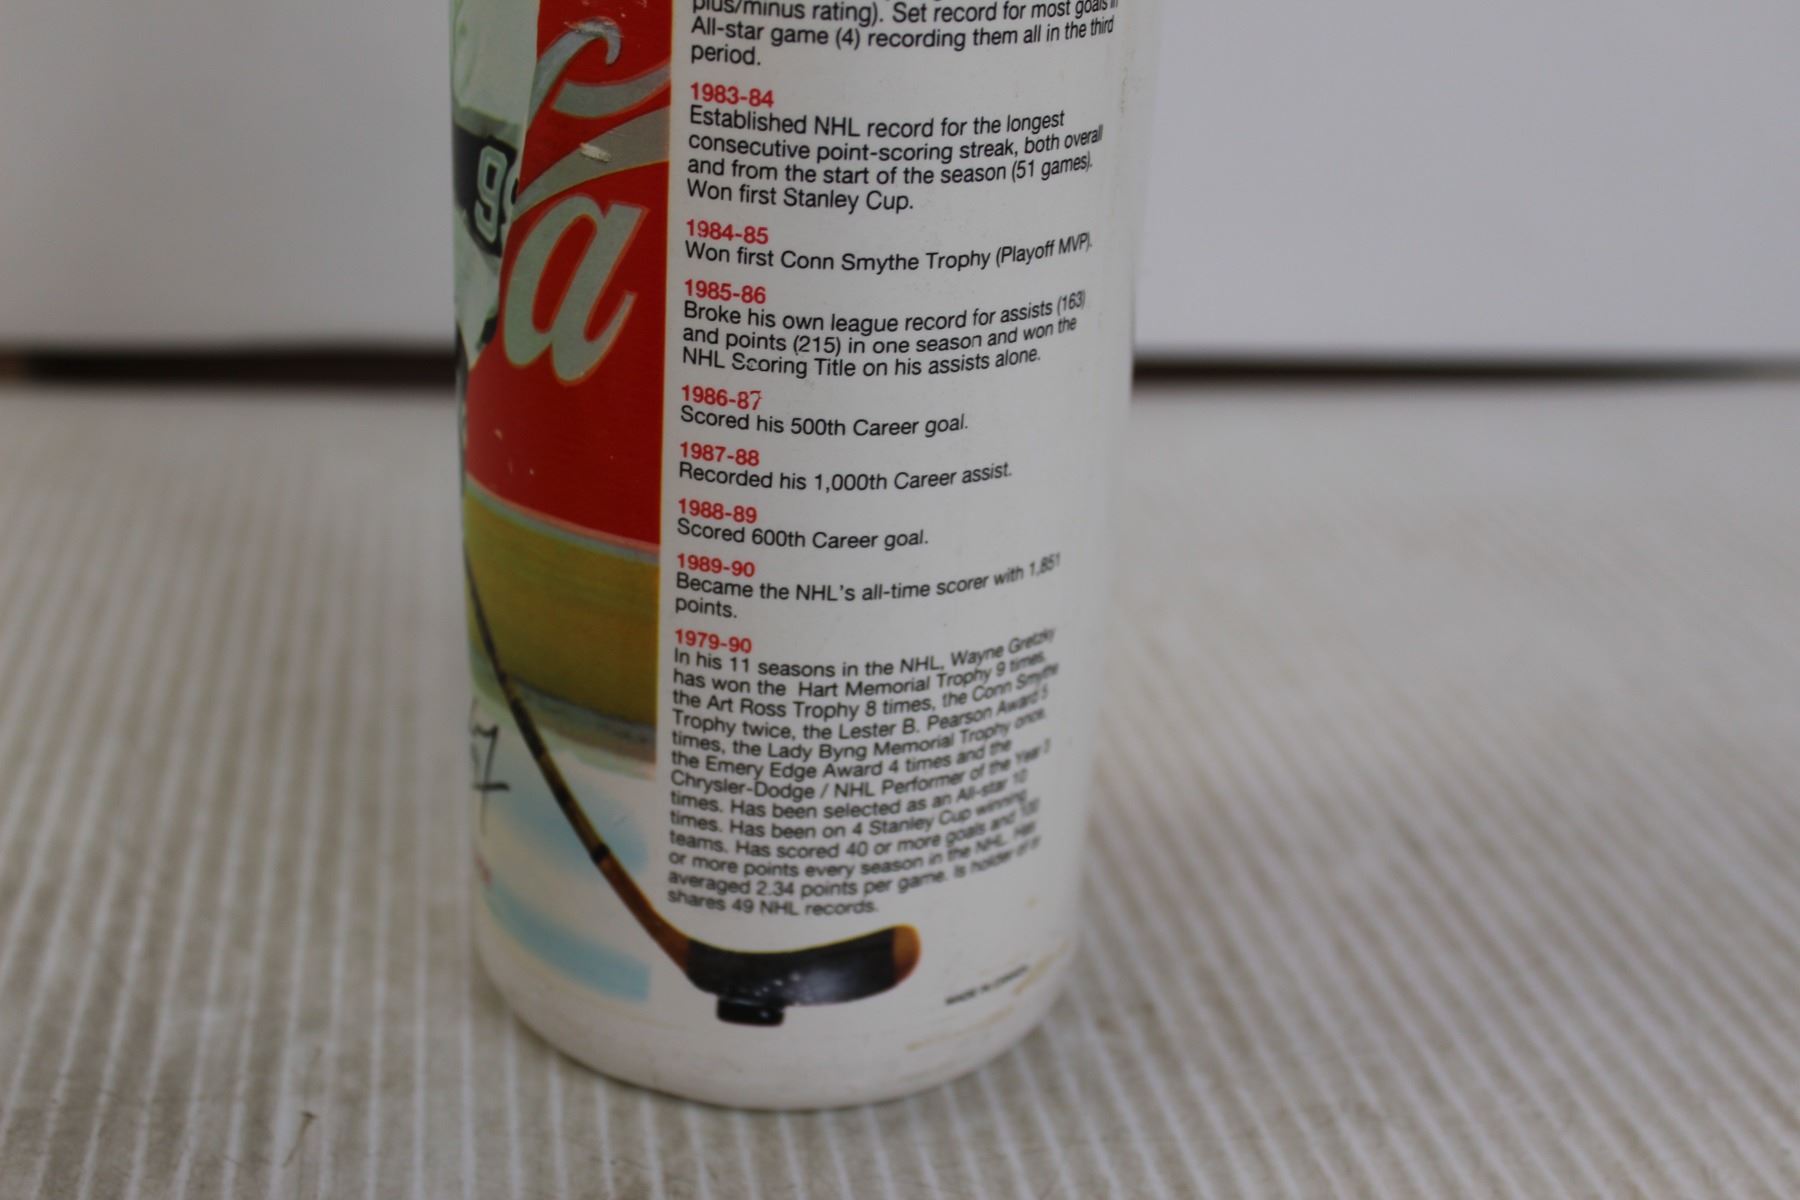 plus/minus rating). Set record for most goals in
All-star game (4) recording them all in the third
period.
1983-84
Established NHL record for the longest
consecutive point-scoring streak, both overall
and from the start of the season (51 games).
Won first Stanley Cup.
1984-85
Won first Conn Smythe Trophy (Playoff MVP).
1985-86
Broke his own league record for assists (163)
and points (215) in one season and won the
NHL Scoring Title on his assists alone.
1986-87
Scored his 500th Career goal.
1987-88
Recorded his 1,000th Career assist.
1988-89
Scored 600th Career goal.
1989-90
Became the NHL's all-time scorer with 1,851
points.
1979-90
In his 11 seasons in the NHL, Wayne Gretzky
has won the Hart Memorial Trophy 9 times,
the Art Ross Trophy 8 times, the Conn Smythe
Trophy twice, the Lester B. Pearson Award 5
times, the Lady Byng Memorial Trophy once,
the Emery Edge Award 4 times and the
Chrysler-Dodge / NHL Performer of the Year
times. Has been selected as an All-star 10
times. Has been on 4 Stanley Cup winning
teams. Has scored 40 or more goals and 100
or more points every season in the NHL. Has
averaged 2.34 points per game. Is holder of or
shares 49 NHL records.
MADE IN CANADA
99
a